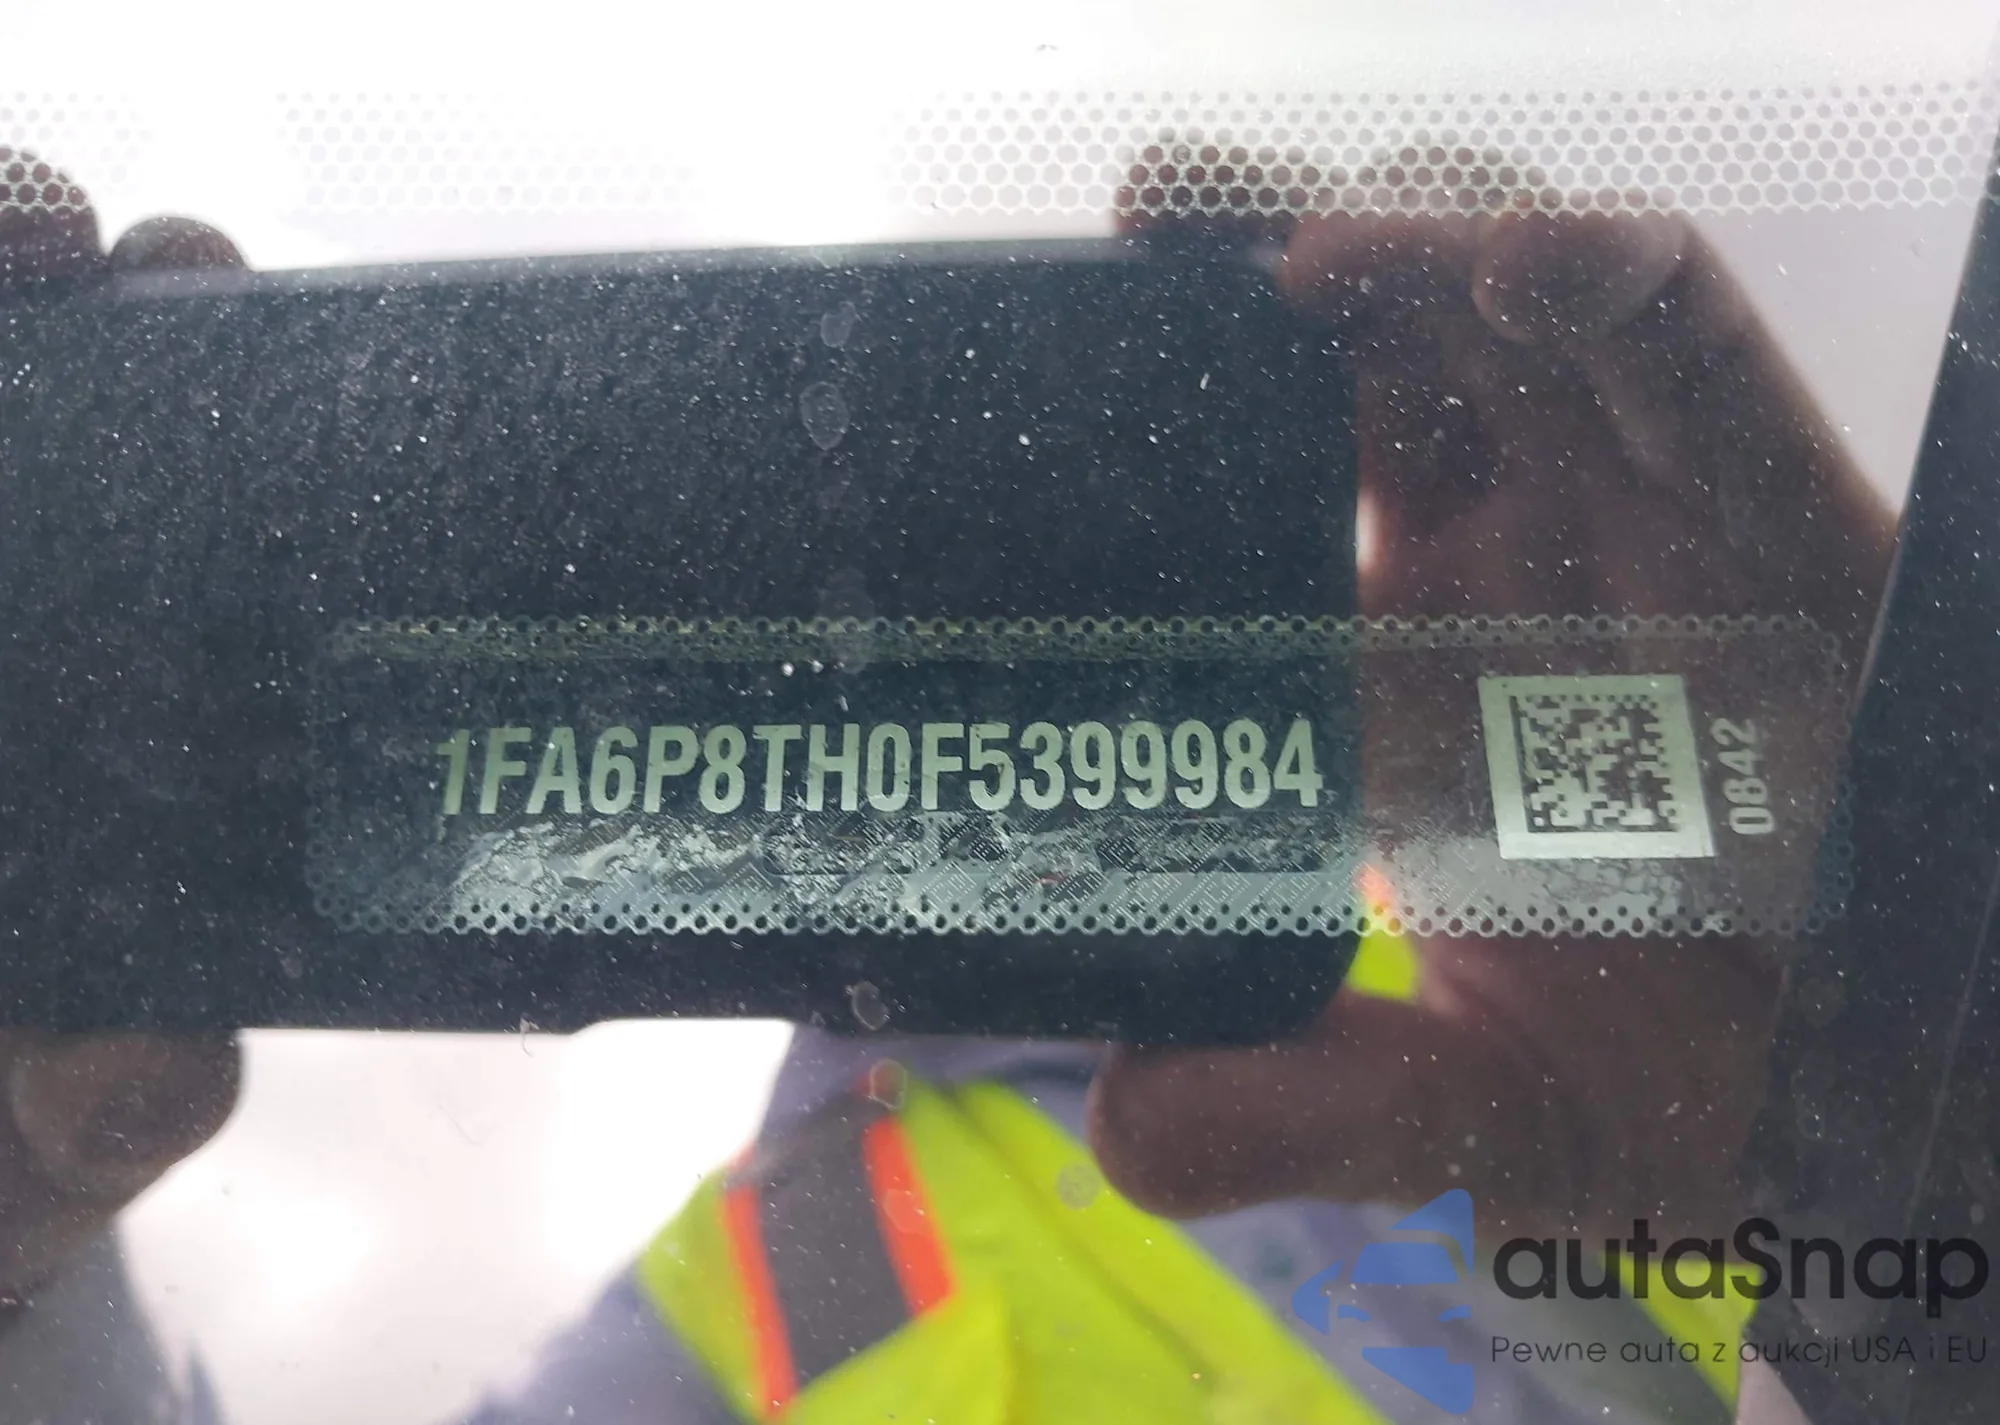 1FA6P8TH0F5399984
0842
autaSnap
Pewne auta z aukcji USA i EU